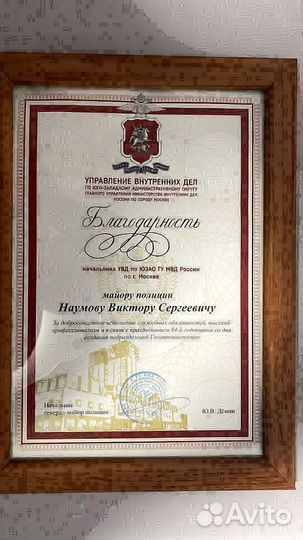 УПРАВЛЕНИЕ ВНУТРЕННИХ ДЕЛ
ПО ЮГО-ЗАПАДНОМУ АДМИНИСТРАТИВНОМУ ОКРУГУ
ГЛАВНОГО УПРАВЛЕНИЯ МИНИСТЕРСТВА ВНУТРЕННИХ ДЕЛ
РОССИИ ПО ГОРОДУ МОСКВЕ
Благодарность
начальника УВД по ЮЗАО ГУ МВД России
по г. Москве
майору полиции
Наумову Виктору Сергеевичу
За добросовестное исполнение служебных обязанностей, высокий
профессионализм и в связи с празднованием 84-й годовщины со дня
создания подразделений Госавтоинспекции
Начальник
генерал-майор полиции
Ю.В. Дёмин
Avito